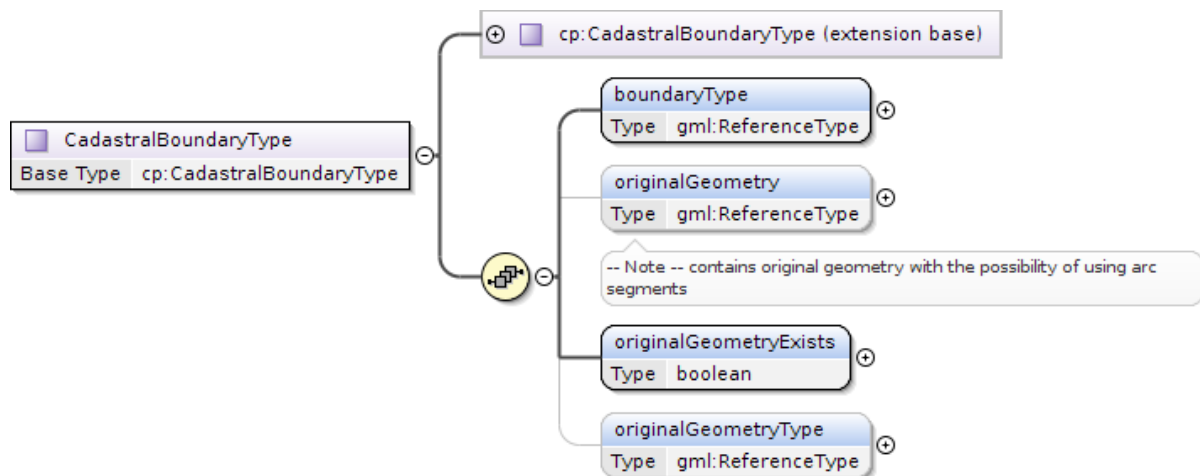 cp:CadastralBoundaryType (extension base)
boundaryType
Type gml:ReferenceType
CadastralBoundaryType
Base Type cp:CadastralBoundaryType
originalGeometry
Type gml:ReferenceType
-- Note -- contains original geometry with the possibility of using arc
segments
originalGeometryExists
Type boolean
originalGeometryType
Type gml:ReferenceType